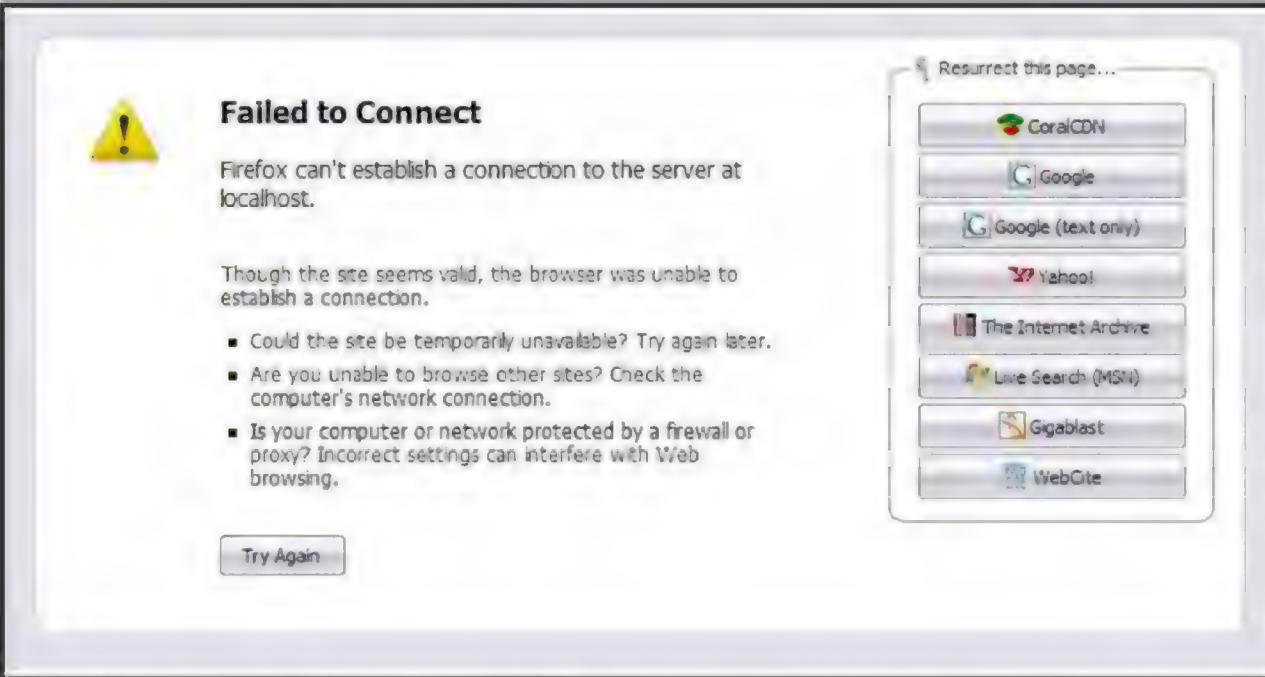 Failed to Connect
Firefox can't establish a connection to the server at
localhost.
Though the site seems valid, the browser was unable to
establish a connection.
Could the site be temporarily unavailable? Try again later.
Are you unable to browse other sites? Check the
computer's network connection.
Is your computer or network protected by a firewall or
proxy? Incorrect settings can interfere with Web
browsing.
Try Again
Resurrect this page...
CoralCDN
Google
Google (text only)
Yahoo!
The Internet Archive
Live Search (MSN)
Gigablast
WebCite